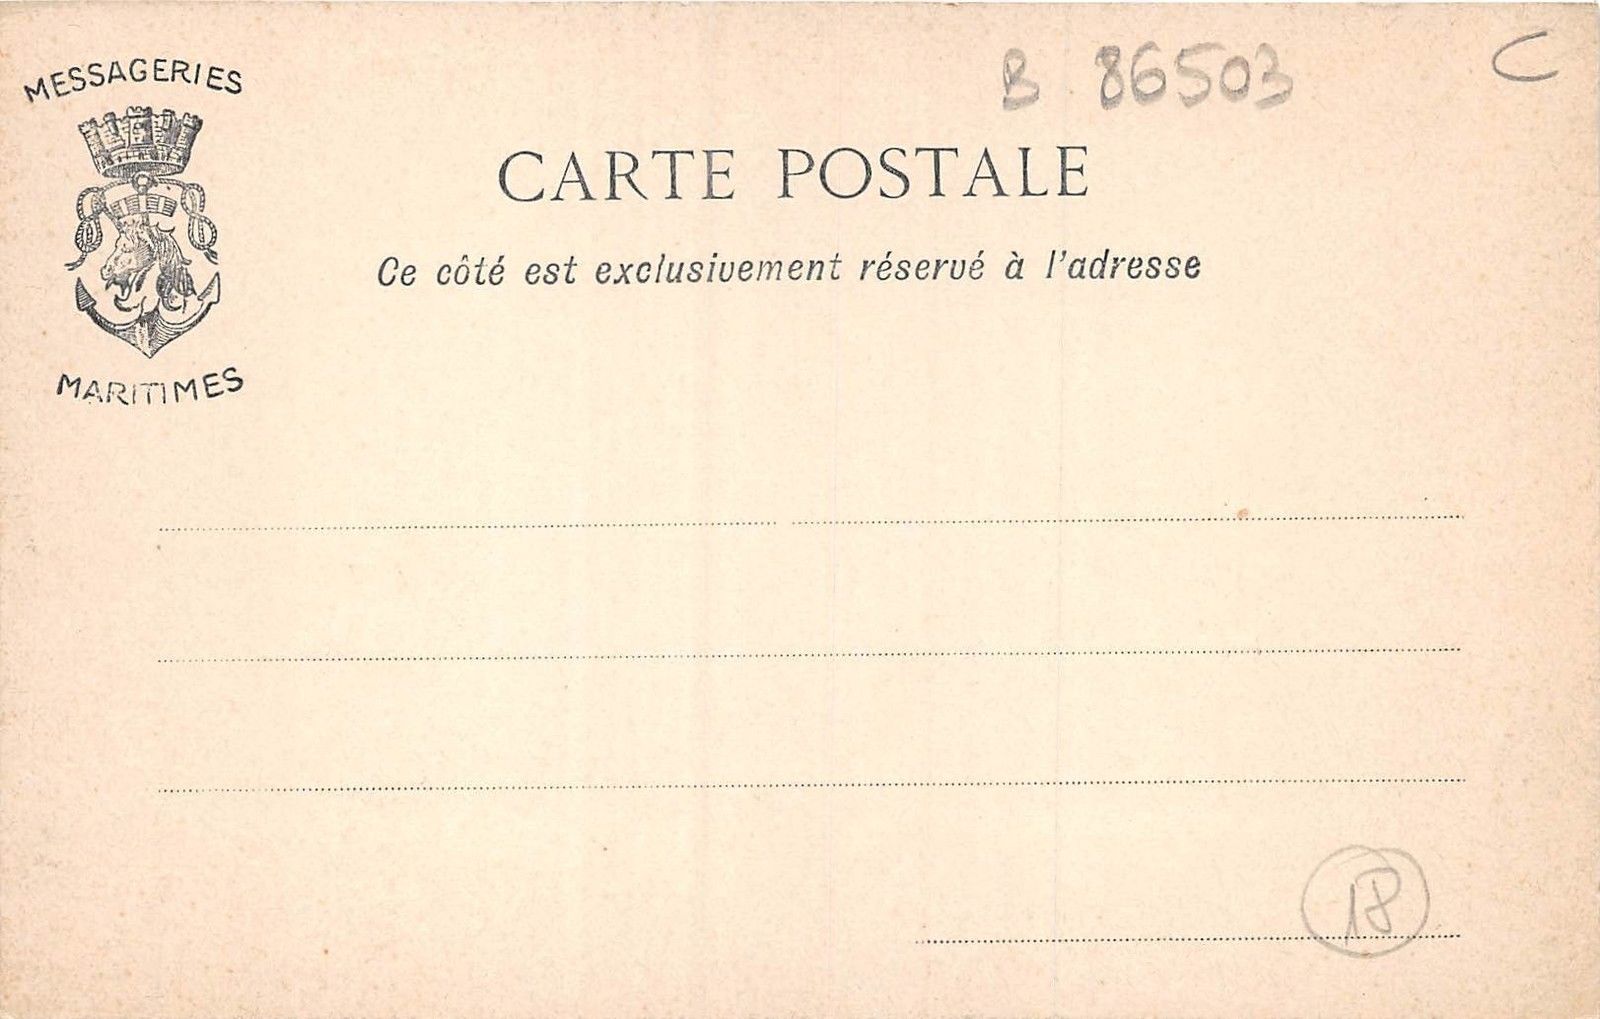 MESSAGERIES
MARITIMES
B 86503
C
CARTE POSTALE
Ce côté est exclusivement réservé à l'adresse
18